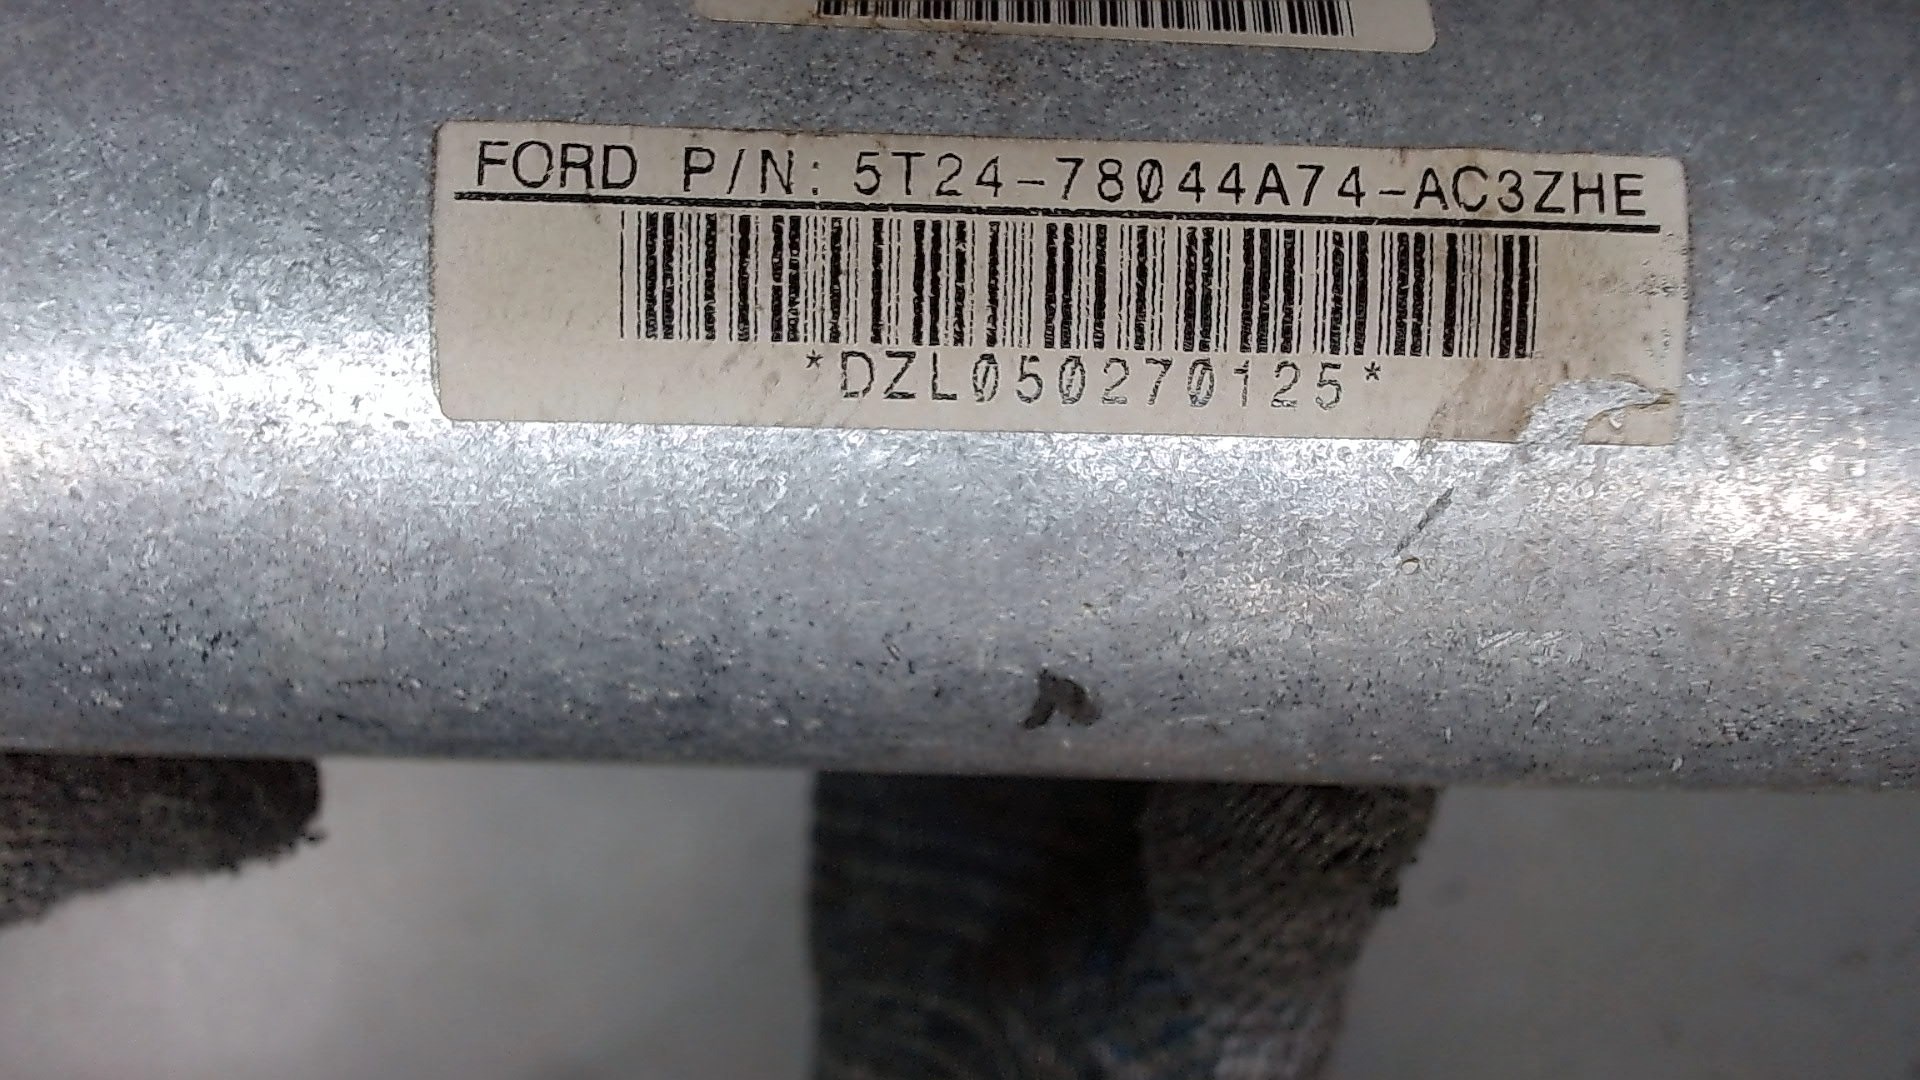 FORD P/N: 5T24-78044A74-AC3ZHE
*DZL050270125*